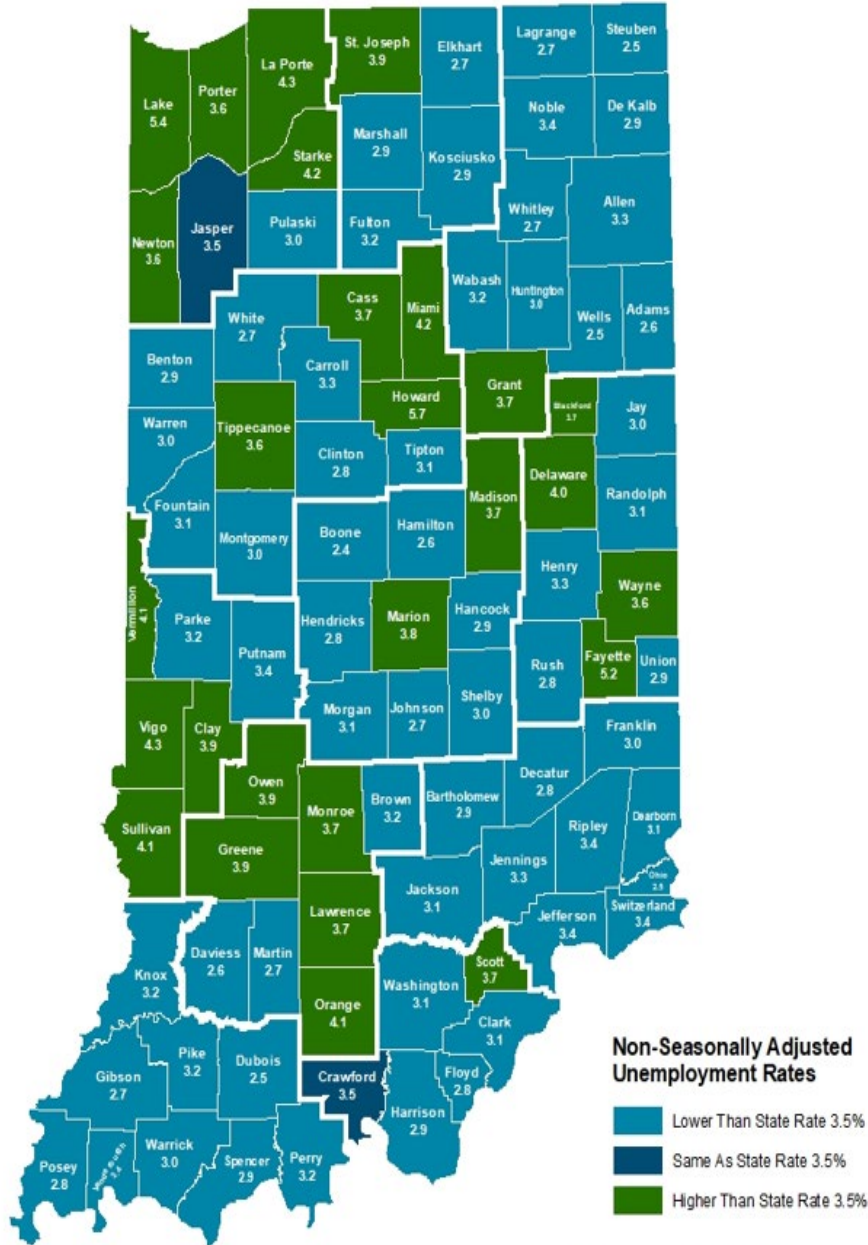 St. Joseph
3.9
Elkhart
2.7
Lagrange
2.7
Steuben
2.5
La Porte
4.3
Porter
3.6
Lake
5.4
Noble
3.4
De Kalb
2.9
Marshall
2.9
Starke
4.2
Kosciusko
2.9
Whitley
2.7
Allen
3.3
Newton
3.6
Jasper
3.5
Pulaski
3.0
Fulton
3.2
Wabash
3.2
Huntington
3.0
Wells
2.5
Adams
2.6
White
2.7
Cass
3.7
Miami
4.2
Benton
2.9
Carroll
3.3
Grant
3.7
Blackford
3.7
Jay
3.0
Howard
5.7
Warren
3.0
Tippecanoe
3.6
Clinton
2.8
Tipton
3.1
Madison
3.7
Delaware
4.0
Randolph
3.1
Fountain
3.1
Montgomery
3.0
Boone
2.4
Hamilton
2.6
Henry
3.3
Wayne
3.6
Vermillion
4.1
Parke
3.2
Putnam
3.4
Hendricks
2.8
Marion
3.8
Hancock
2.9
Rush
2.8
Fayette
5.2
Union
2.9
Vigo
4.3
Clay
3.9
Morgan
3.1
Johnson
2.7
Shelby
3.0
Franklin
3.0
Owen
3.9
Monroe
3.7
Brown
3.2
Bartholomew
2.9
Decatur
2.8
Sullivan
4.1
Greene
3.9
Ripley
3.4
Dearborn
3.1
Jennings
3.3
Ohio
Jackson
3.1
Jefferson
3.4
Switzerland
3.4
Lawrence
3.7
Knox
3.2
Daviess
2.6
Martin
2.7
Scott
3.7
Orange
4.1
Washington
3.1
Clark
3.1
Pike
3.2
Dubois
2.5
Gibson
2.7
Crawford
3.5
Floyd
2.8
Harrison
2.9
Posey
2.8
3.4
Warrick
3.0
Spencer
2.9
Perry
3.2
Non-Seasonally Adjusted
Unemployment Rates
Lower Than State Rate 3.5%
Same As State Rate 3.5%
Higher Than State Rate 3.5%